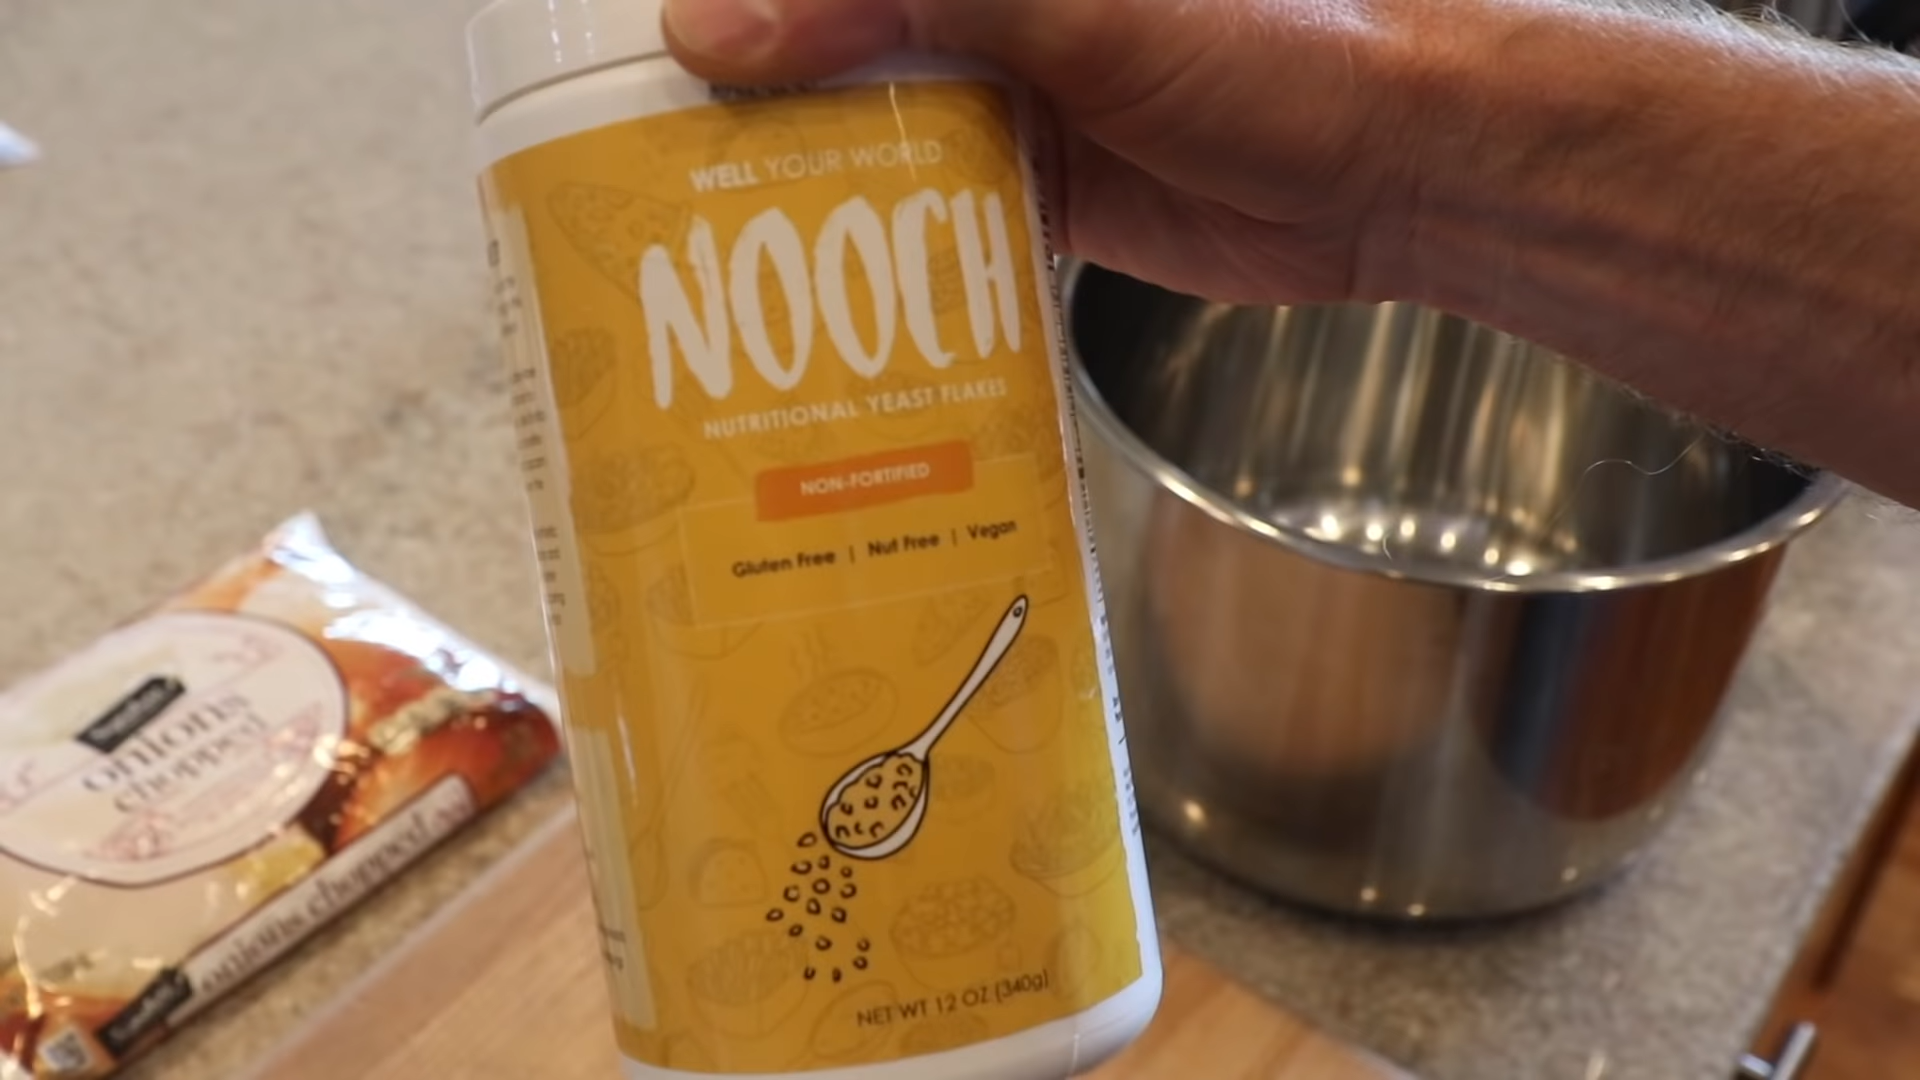 WELL YOUR WORLD
NOOCH
NUTRITIONAL YEAST FLAKES
NON-FORTIFIED
Gluten Free | Nut Free | Vegan
NET WT 12 OZ (340g)
onions
chopped
onions chopped